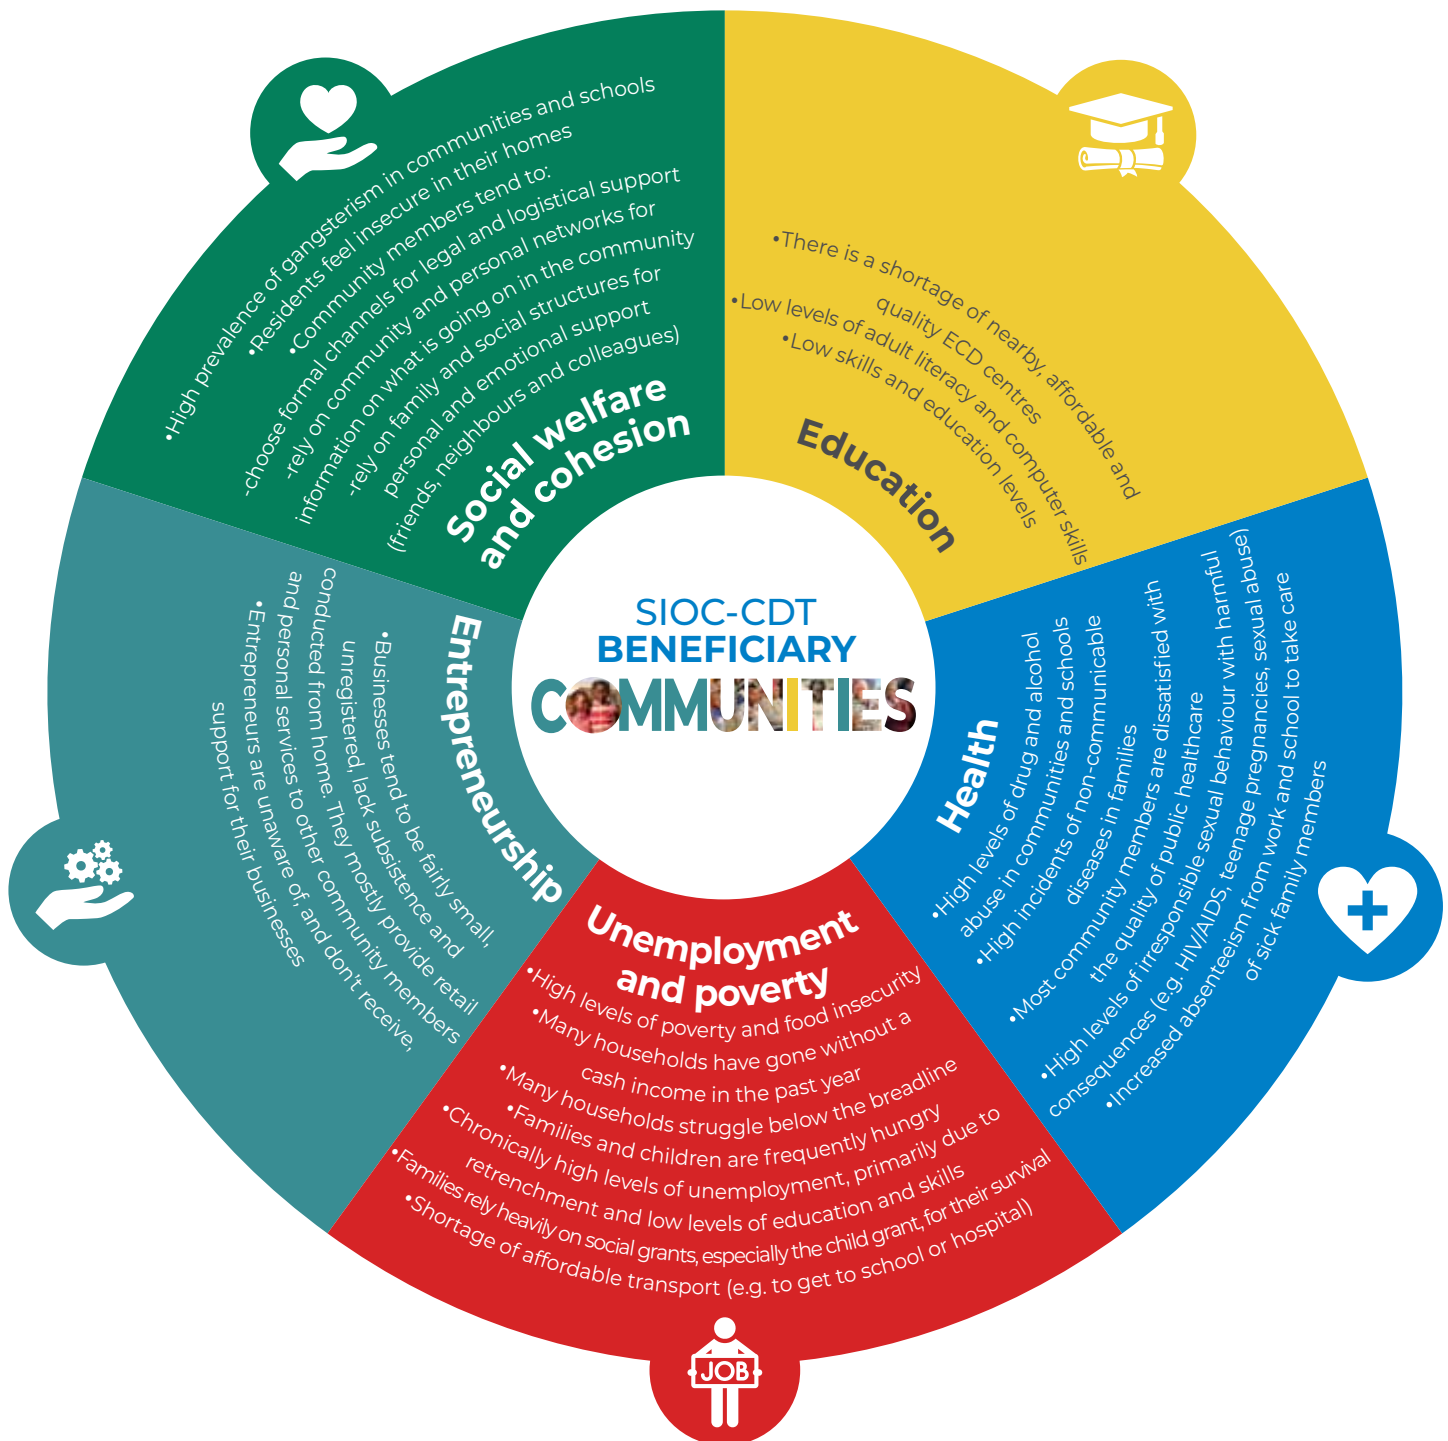 SIOC-CDT
BENEFICIARY
COMMUNITIES
Education
•There is a shortage of nearby, affordable and
quality ECD centres
•Low levels of adult literacy and computer skills
•Low skills and education levels
Health
•High levels of drug and alcohol
abuse in communities and schools
•High incidents of non-communicable
diseases in families
•Most community members are dissatisfied with
the quality of public healthcare
•High levels of irresponsible sexual behaviour with harmful
consequences (e.g. HIV/AIDS, teenage pregnancies, sexual abuse)
•Increased absenteeism from work and school to take care
of sick family members
Unemployment
and poverty
•High levels of poverty and food insecurity
•Many households have gone without a
cash income in the past year
•Many households struggle below the breadline
•Families and children are frequently hungry
•Chronically high levels of unemployment, primarily due to
retrenchment and low levels of education and skills
•Families rely heavily on social grants, especially the child grant, for their survival
•Shortage of affordable transport (e.g. to get to school or hospital)
JOB
Entrepreneurship
•Businesses tend to be fairly small,
unregistered, lack subsistence and
conducted from home. They mostly provide retail
and personal services to other community members
•Entrepreneurs are unaware of, and don't receive,
support for their businesses
Social welfare
and cohesion
•High prevalence of gangsterism in communities and schools
•Residents feel insecure in their homes
•Community members tend to:
-choose formal channels for legal and logistical support
-rely on community and personal networks for
information on what is going on in the community
-rely on family and social structures for
personal and emotional support
(friends, neighbours and colleagues)